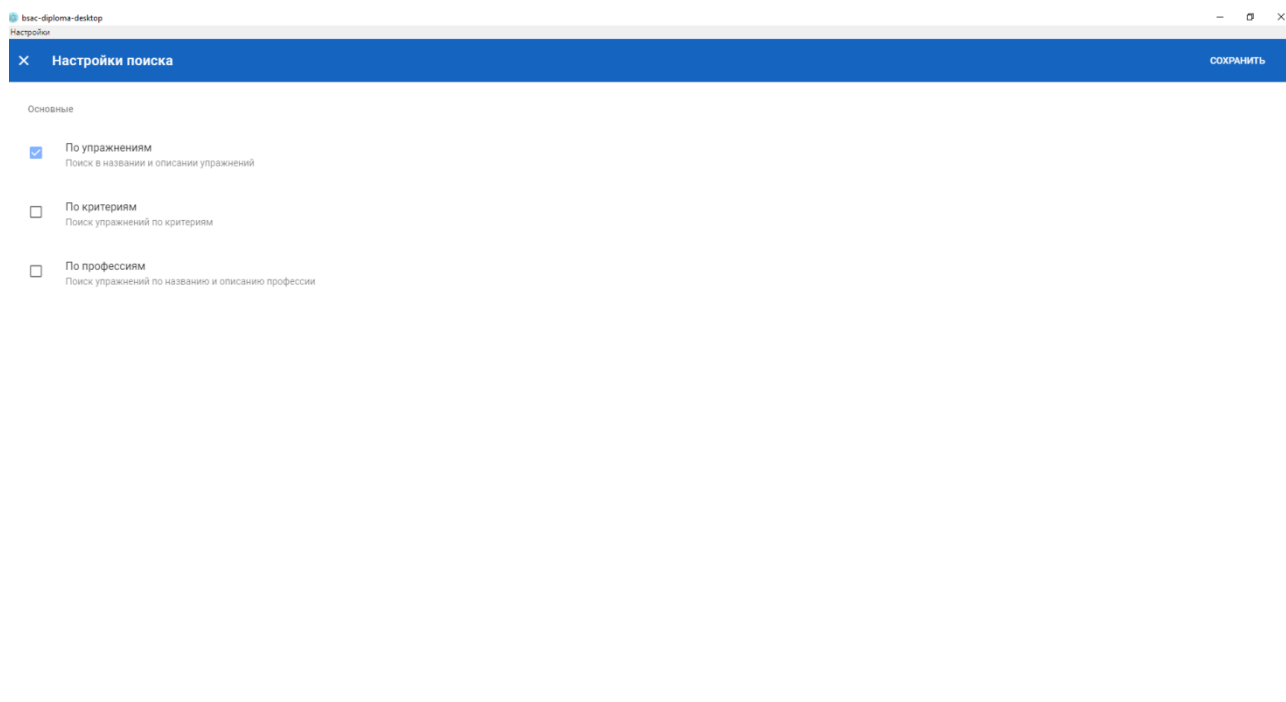 bsac-diploma-desktop
Настройки
Настройки поиска
СОХРАНИТЬ
Основные
По упражнениям
Поиск в названии и описании упражнений
По критериям
Поиск упражнений по критериям
По профессиям
Поиск упражнений по названию и описанию профессии